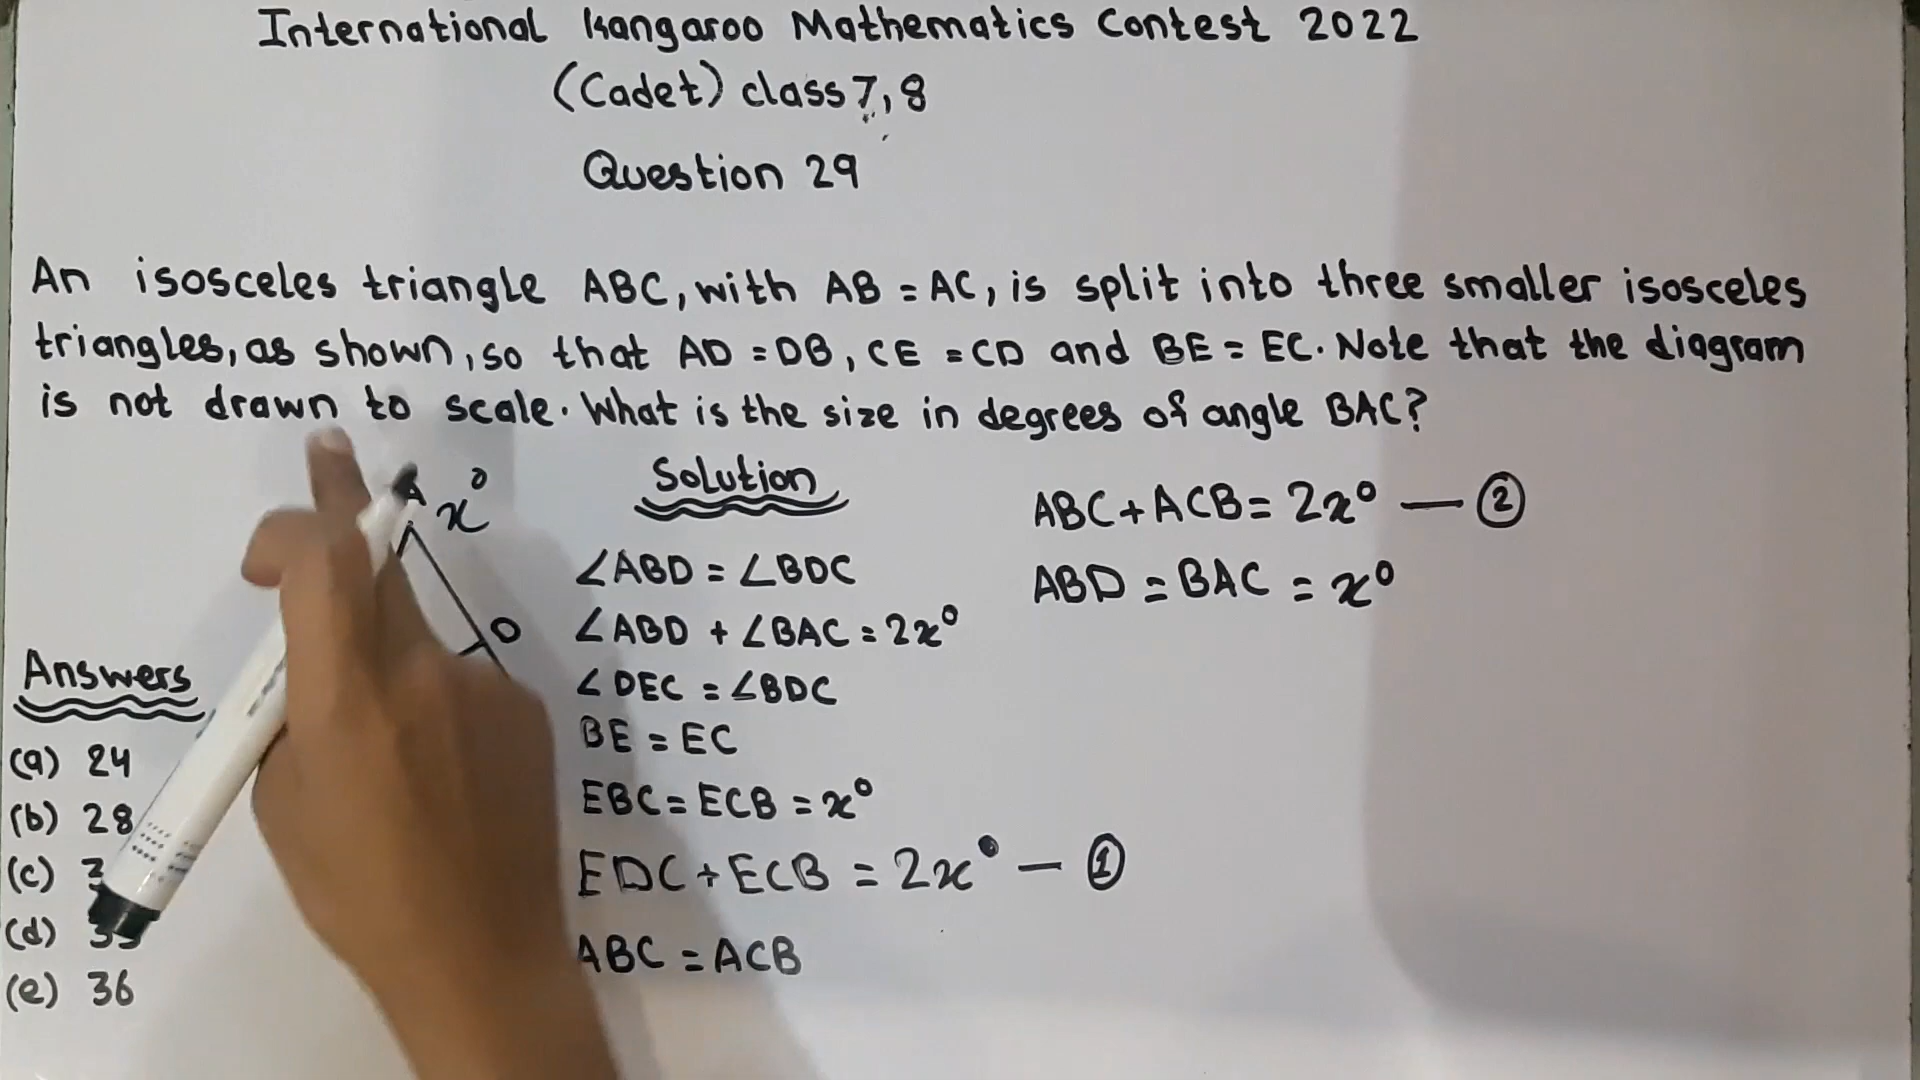 International Kangaroo Mathematics Contest 2022
(Cadet) class 7, 8
Question 29
An isosceles triangle ABC, with AB = AC, is split into three smaller isosceles
triangles, as shown, so that AD = DB, CE = CD and BE = EC. Note that the diagram
is not drawn to scale. What is the size in degrees of angle BAC?
A x°
D
Answers
(a) 24
(b) 28
(c)
(d) 35
(e) 36
Solution
∠ABD = ∠BDC
∠ABD + ∠BAC = 2x°
∠DEC = ∠BDC
BE = EC
EBC = ECB = x°
EDC + ECB = 2x° — ①
ABC = ACB
ABC + ACB = 2x° — ②
ABD = BAC = x°